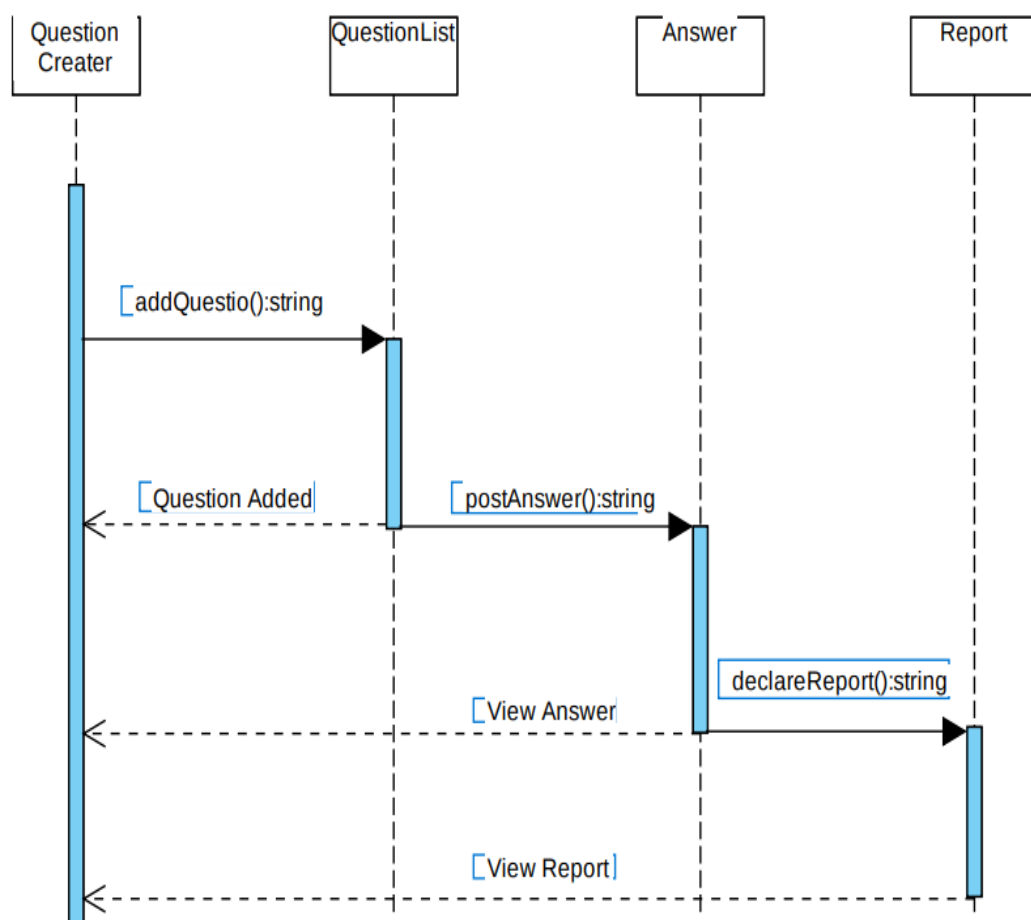 Question
Creater
QuestionList
Answer
Report
addQuestio():string
Question Added
postAnswer():string
declareReport():string
View Answer
View Report